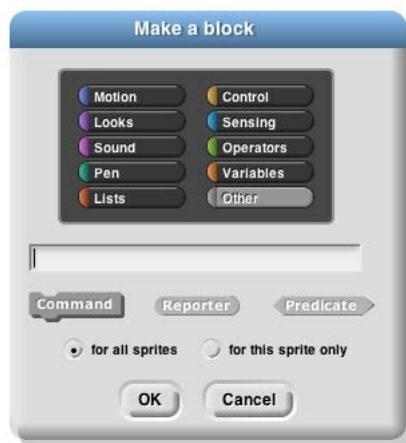 Make a block
Motion Control
Looks Sensing
Sound Operators
Pen Variables
Lists Other
Command Reporter Predicate
for all sprites for this sprite only
OK Cancel